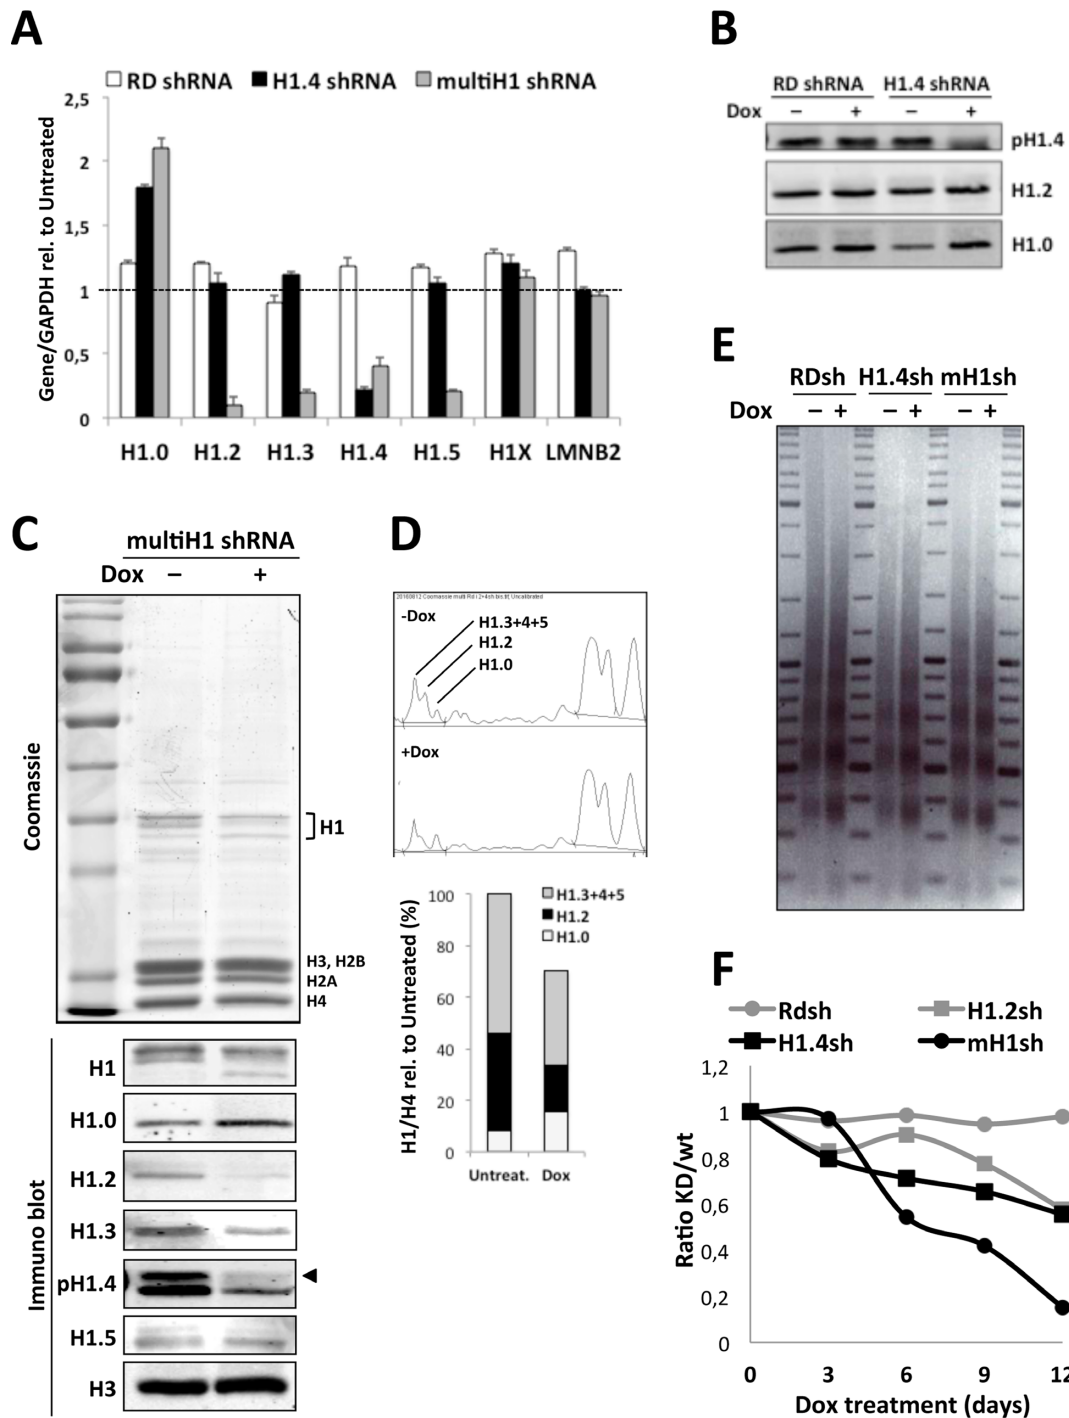 A
RD shRNA H1.4 shRNA multiH1 shRNA
Gene/GAPDH rel. to Untreated
2,5
2
1,5
1
0,5
0
H1.0 H1.2 H1.3 H1.4 H1.5 H1X LMNB2
B
RD shRNA H1.4 shRNA
Dox – + – +
pH1.4
H1.2
H1.0
C
multiH1 shRNA
Dox – +
Coomassie
H1
H3, H2B
H2A
H4
Immuno blot
H1
H1.0
H1.2
H1.3
pH1.4
H1.5
H3
D
-Dox
H1.3+4+5
H1.2
H1.0
+Dox
H1/H4 rel. to Untreated (%)
100
80
60
40
20
0
H1.3+4+5
H1.2
H1.0
Untreat. Dox
E
RDsh H1.4sh mH1sh
Dox – + – + – +
F
Rdsh H1.2sh
H1.4sh mH1sh
Ratio KD/wt
1,2
1
0,8
0,6
0,4
0,2
0
0 3 6 9 12
Dox treatment (days)